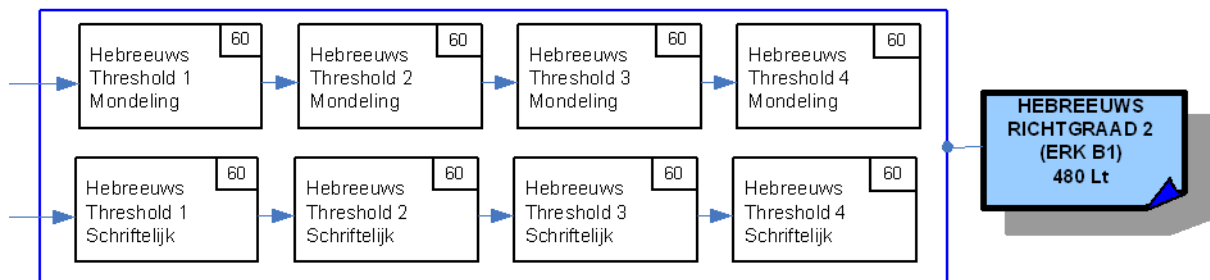 60
Hebreeuws
Threshold 1
Mondeling
60
Hebreeuws
Threshold 2
Mondeling
60
Hebreeuws
Threshold 3
Mondeling
60
Hebreeuws
Threshold 4
Mondeling
60
Hebreeuws
Threshold 1
Schriftelijk
60
Hebreeuws
Threshold 2
Schriftelijk
60
Hebreeuws
Threshold 3
Schriftelijk
60
Hebreeuws
Threshold 4
Schriftelijk
HEBREEUWS
RICHTGRAAD 2
(ERK B1)
480 Lt